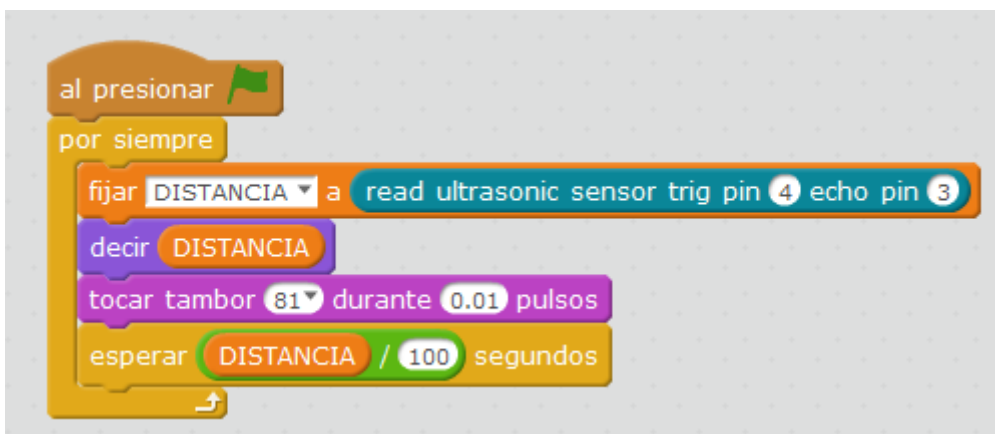 al presionar
por siempre
fijar DISTANCIA a read ultrasonic sensor trig pin 4 echo pin 3
decir DISTANCIA
tocar tambor 81 durante 0.01 pulsos
esperar DISTANCIA / 100 segundos